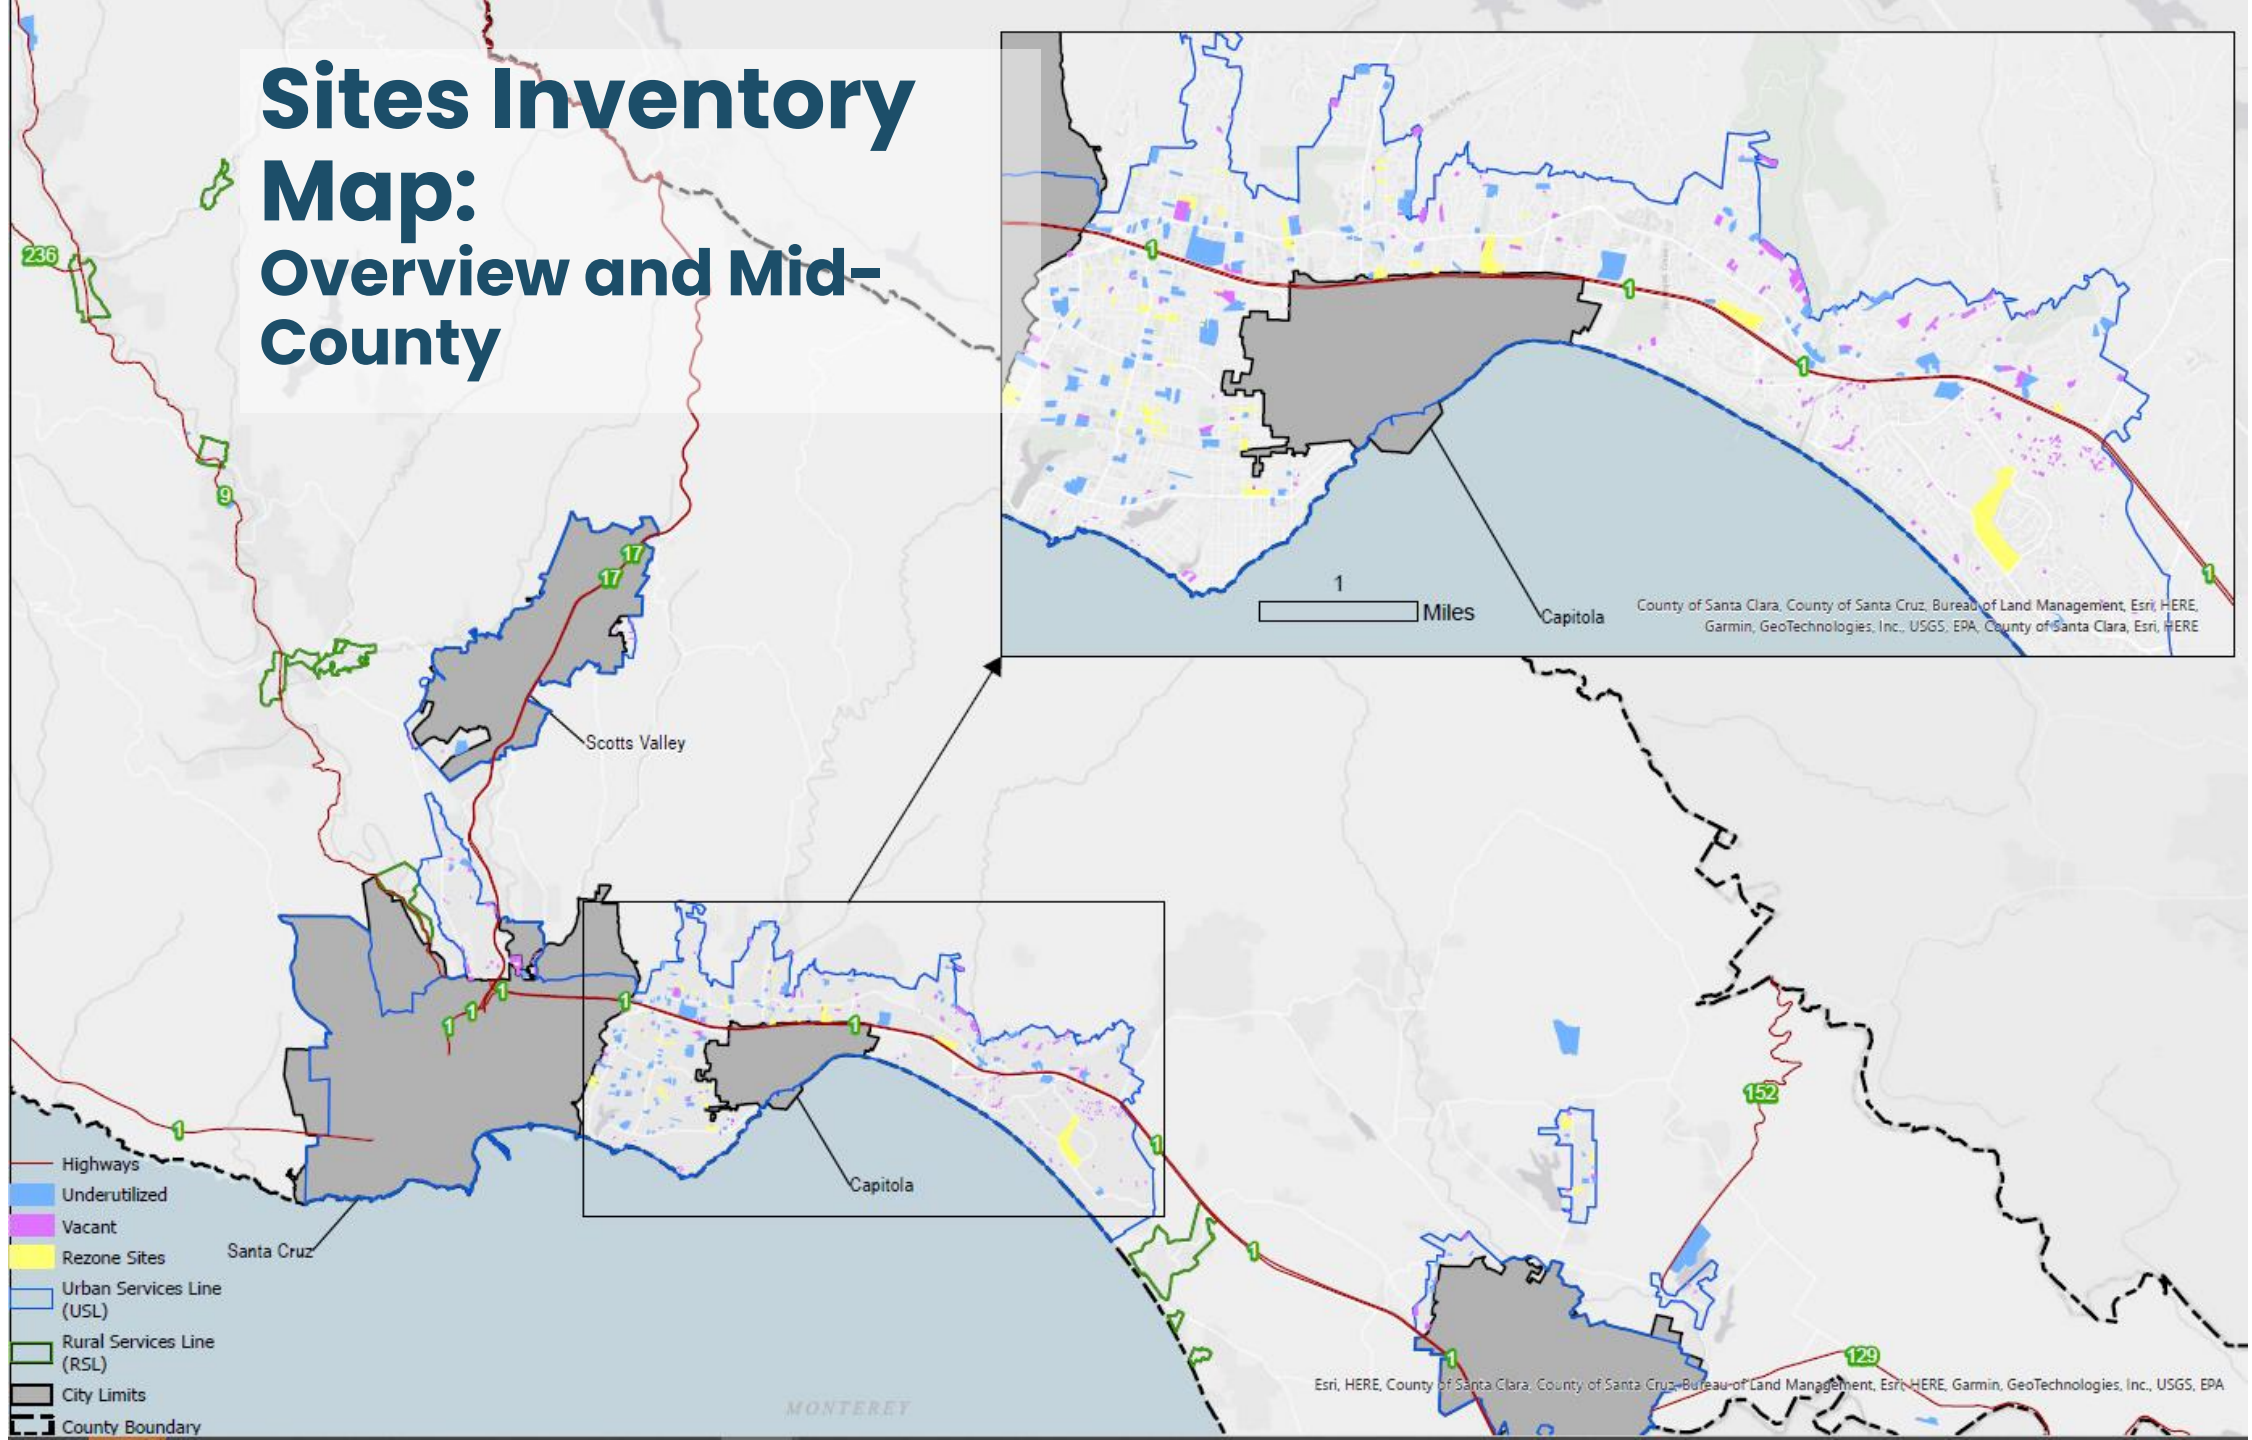 Sites Inventory
Map:
Overview and Mid-
County
236
9
17
17
Scotts Valley
1
1
1
1
1
Miles
Capitola
County of Santa Clara, County of Santa Cruz, Bureau of Land Management, Esri, HERE,
Garmin, GeoTechnologies, Inc., USGS, EPA, County of Santa Clara, Esri, HERE
1
1
1
1
1
1
1
1
1
152
129
Capitola
Santa Cruz
Highways
Underutilized
Vacant
Rezone Sites
Urban Services Line
(USL)
Rural Services Line
(RSL)
City Limits
County Boundary
MONTEREY
Esri, HERE, County of Santa Clara, County of Santa Cruz, Bureau of Land Management, Esri, HERE, Garmin, GeoTechnologies, Inc., USGS, EPA